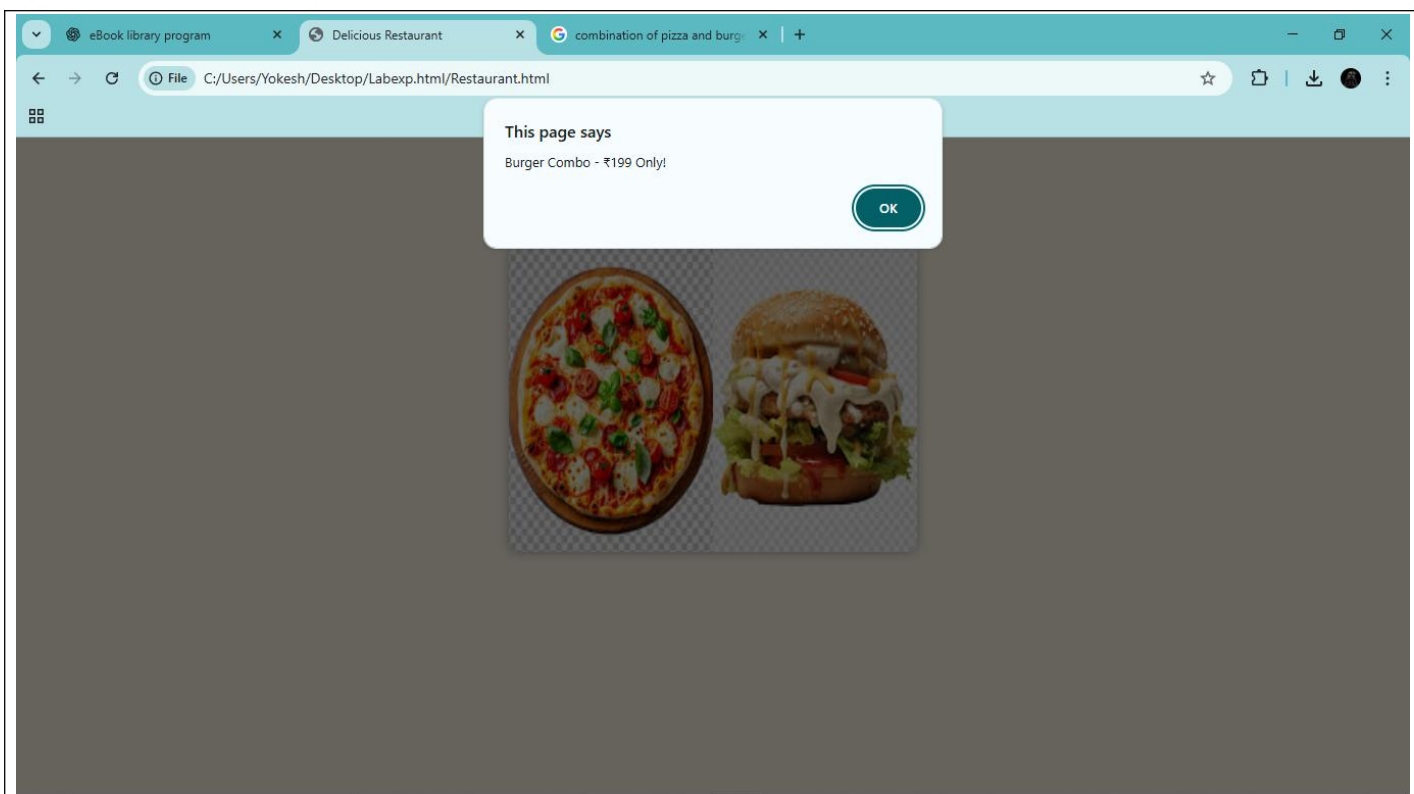 eBook library program
Delicious Restaurant
combination of pizza and burge
File
C:/Users/Yokesh/Desktop/Labexp.html/Restaurant.html
This page says
Burger Combo - ₹199 Only!
OK